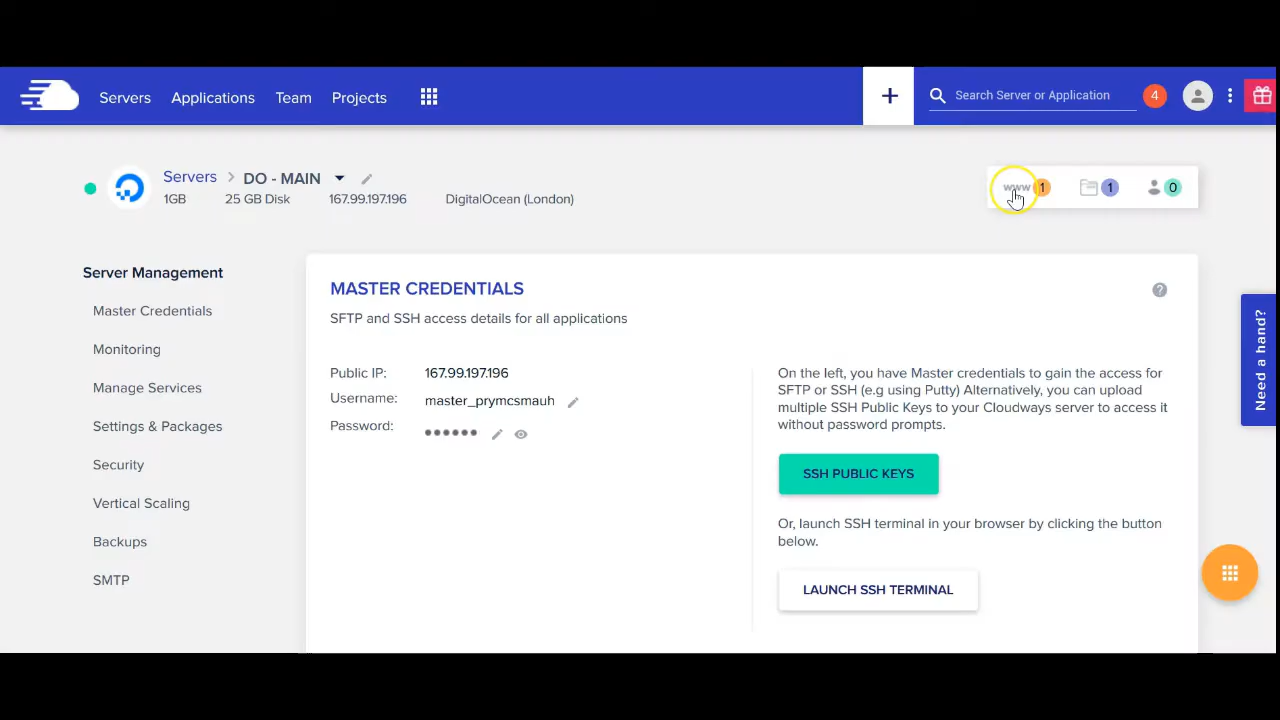 Servers Applications Team Projects + Search Server or Application 4
Servers > DO - MAIN
1GB 25 GB Disk 167.99.197.196 DigitalOcean (London)
www 1 1 0
Server Management
Master Credentials
Monitoring
Manage Services
Settings & Packages
Security
Vertical Scaling
Backups
SMTP
MASTER CREDENTIALS
?
SFTP and SSH access details for all applications
Public IP: 167.99.197.196
Username: master_prymcsmauh
Password: ••••••
On the left, you have Master credentials to gain the access for
SFTP or SSH (e.g using Putty) Alternatively, you can upload
multiple SSH Public Keys to your Cloudways server to access it
without password prompts.
SSH PUBLIC KEYS
Or, launch SSH terminal in your browser by clicking the button
below.
LAUNCH SSH TERMINAL
Need a hand?